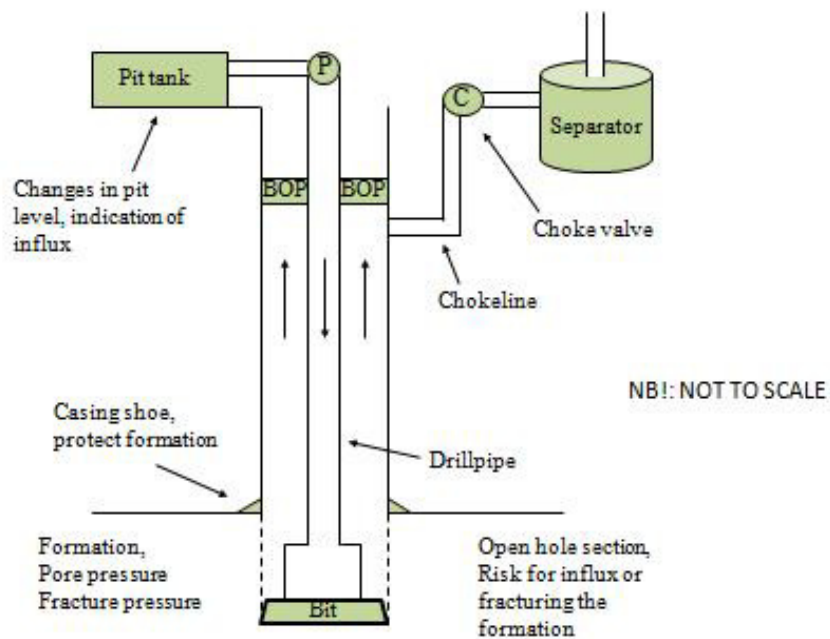 P
Pit tank
C
Separator
BOP
BOP
Changes in pit
level, indication of
influx
Choke valve
Chokeline
NB!: NOT TO SCALE
Casing shoe,
protect formation
Drillpipe
Formation,
Pore pressure
Fracture pressure
Open hole section,
Risk for influx or
fracturing the
formation
Bit